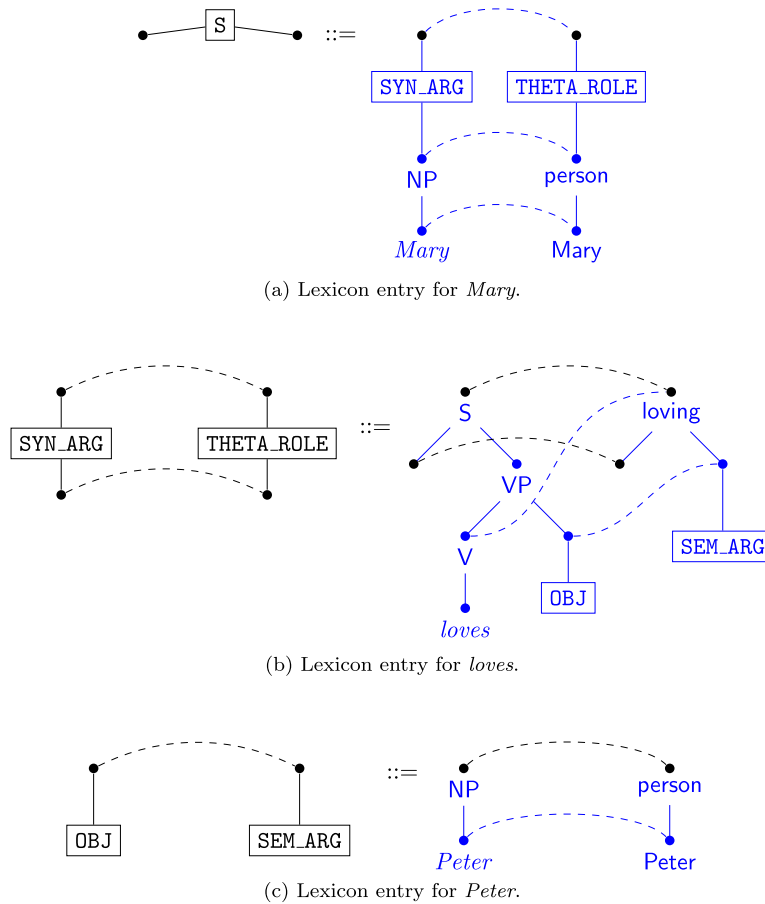 S ::=
SYN_ARG THETA_ROLE
NP person
Mary Mary
(a) Lexicon entry for Mary.
S loving
SYN_ARG THETA_ROLE ::=
VP
V SEM_ARG
OBJ
loves
(b) Lexicon entry for loves.
::=
NP person
OBJ SEM_ARG
Peter Peter
(c) Lexicon entry for Peter.